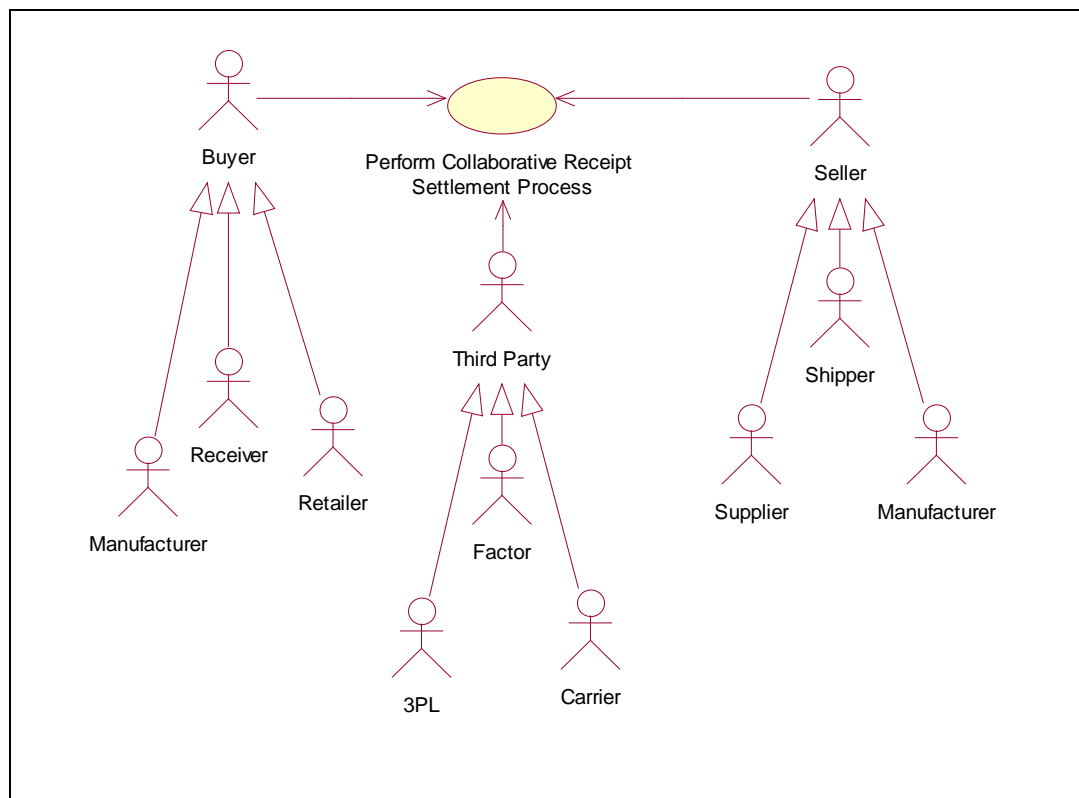 Buyer
Perform Collaborative Receipt
Settlement Process
Seller
Third Party
Shipper
Receiver
Retailer
Manufacturer
Supplier
Manufacturer
Factor
3PL
Carrier